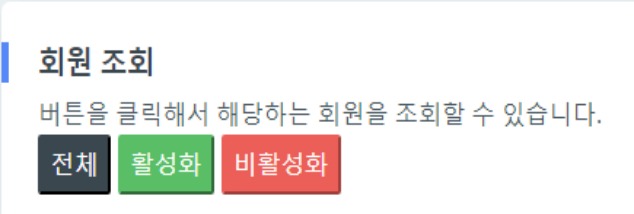 회원 조회
버튼을 클릭해서 해당하는 회원을 조회할 수 있습니다.
전체 활성화 비활성화